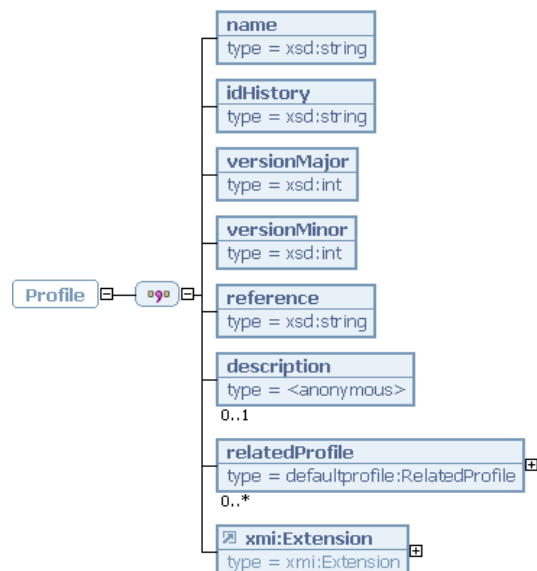 name
type = xsd:string
idHistory
type = xsd:string
versionMajor
type = xsd:int
versionMinor
type = xsd:int
Profile
reference
type = xsd:string
description
type = <anonymous>
0..1
relatedProfile
type = defaultprofile:RelatedProfile
0..*
xmi:Extension
type = xmi:Extension